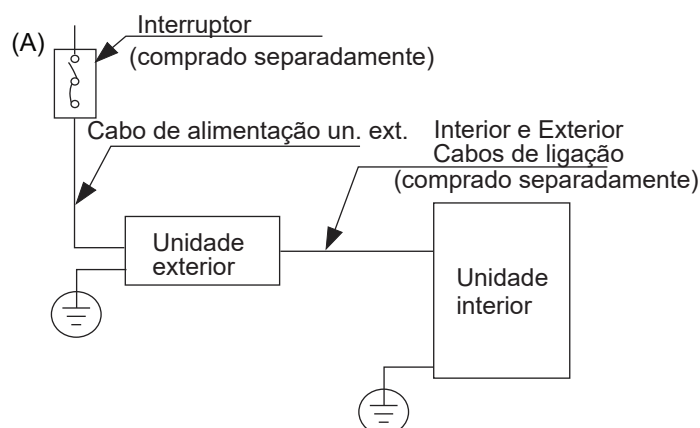 (A)
Interruptor
(comprado separadamente)
Cabo de alimentação un. ext.
Interior e Exterior
Cabos de ligação
(comprado separadamente)
Unidade
exterior
Unidade
interior